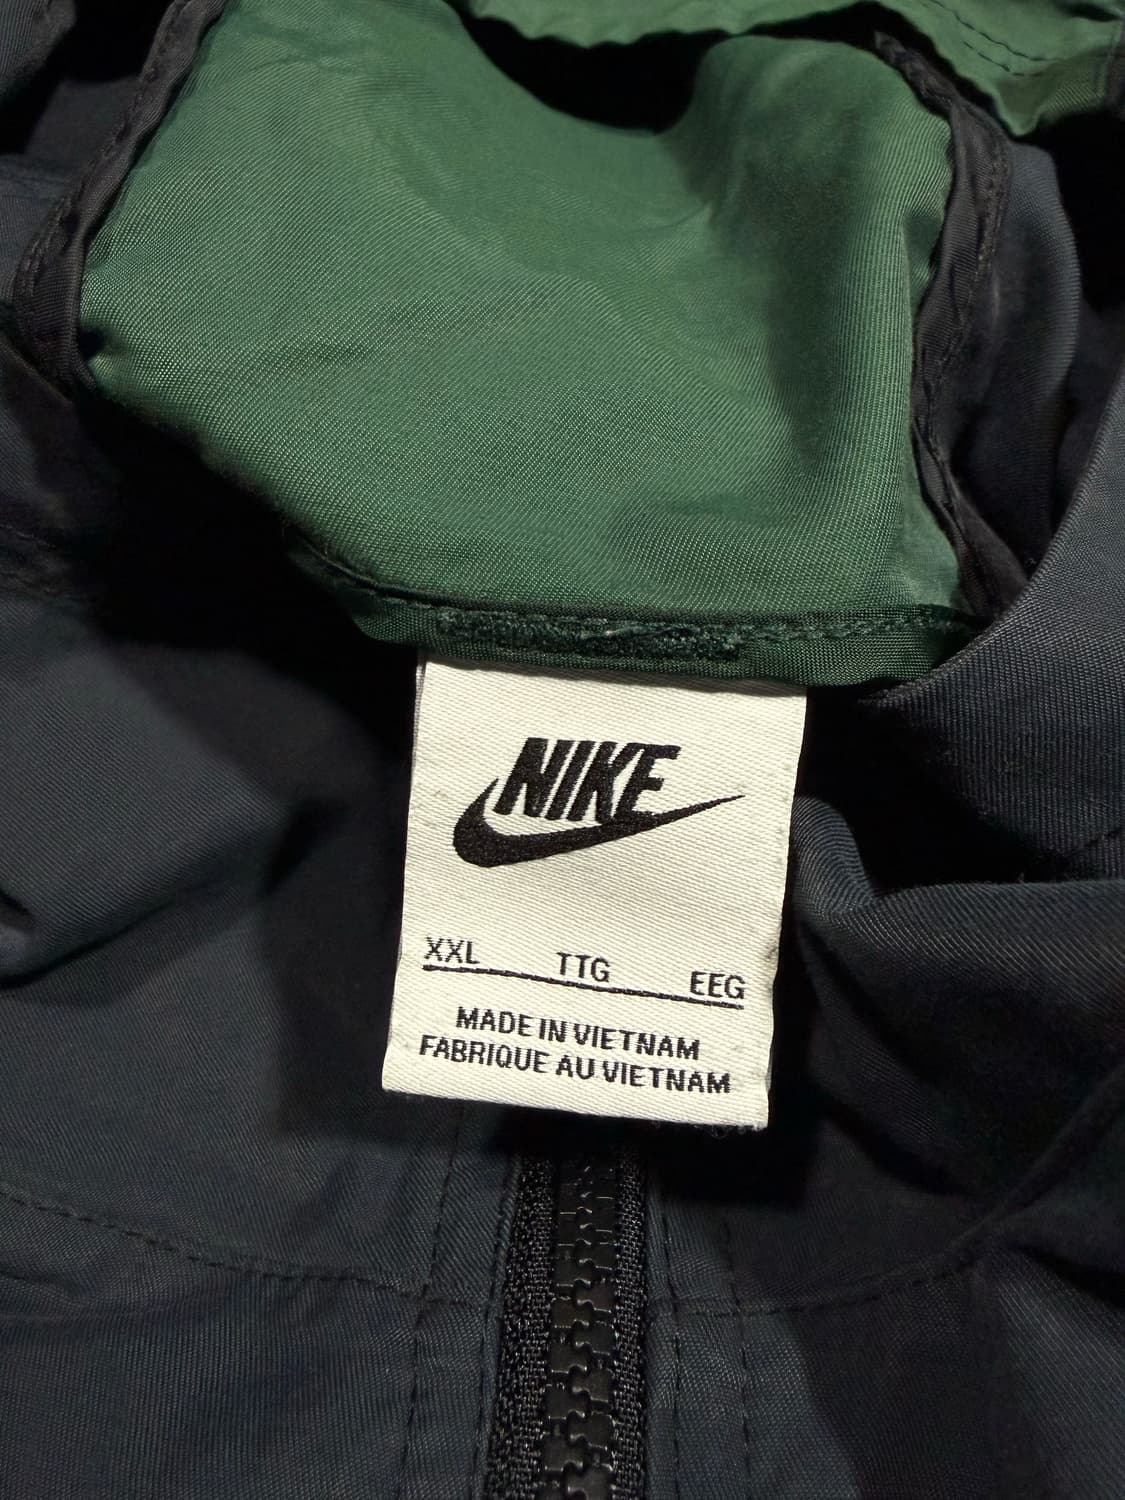 NIKE
XXL TTG EEG
MADE IN VIETNAM
FABRIQUE AU VIETNAM